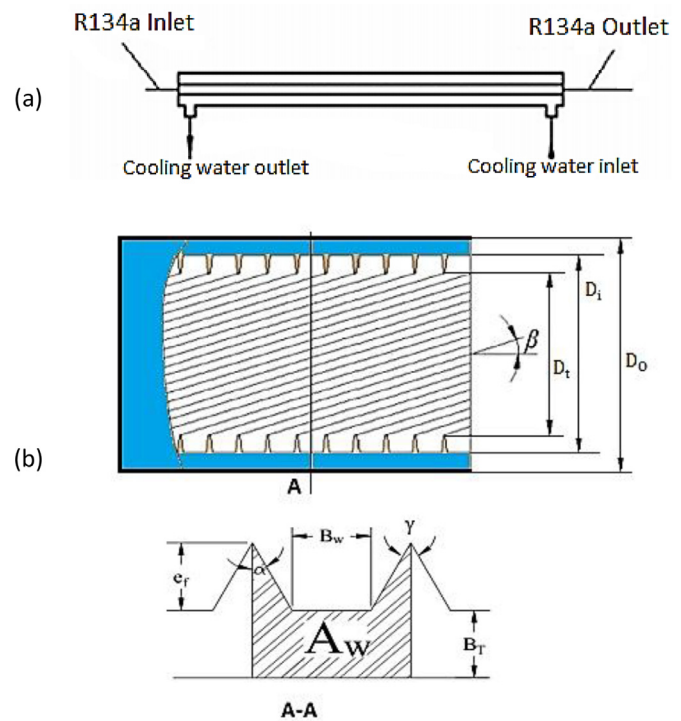 R134a Inlet
R134a Outlet
(a)
Cooling water outlet
Cooling water inlet
(b)
β
Di
Dt
DO
A
ef
α
Bw
γ
AW
BT
A-A